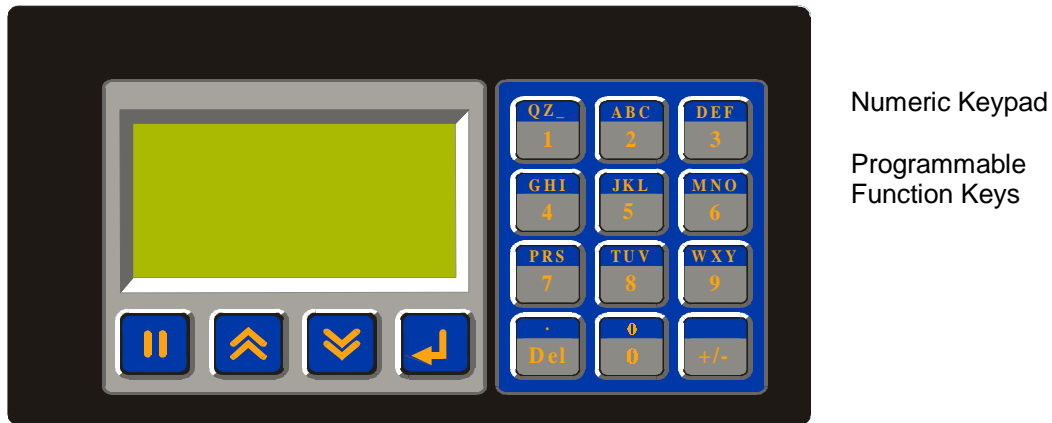 QZ_ ABC DEF
1 2 3
GHI JKL MNO
4 5 6
PRS TUV WXY
7 8 9
. 0
Del 0 +/-
Numeric Keypad
Programmable
Function Keys